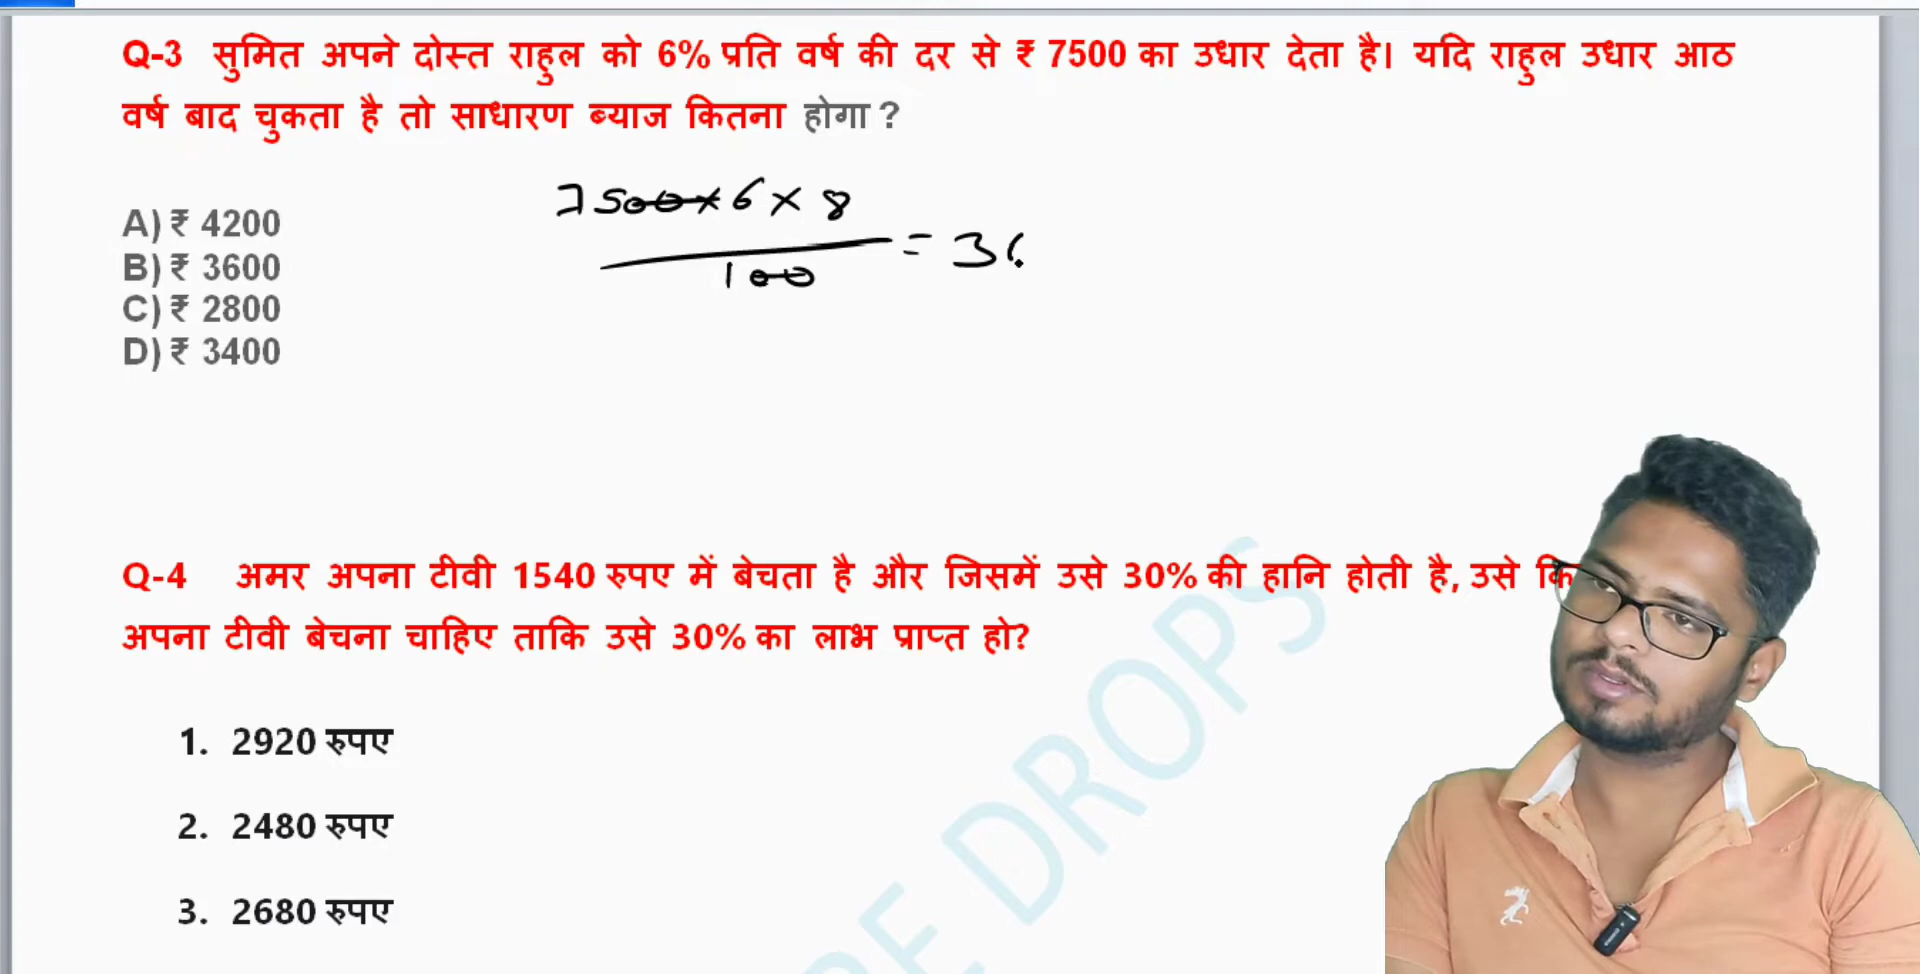 Q-3 सुमित अपने दोस्त राहुल को 6% प्रति वर्ष की दर से ₹ 7500 का उधार देता है। यदि राहुल उधार आठ
वर्ष बाद चुकता है तो साधारण ब्याज कितना होगा ?
7500 × 6 × 8
100
= 36
A) ₹ 4200
B) ₹ 3600
C) ₹ 2800
D) ₹ 3400
Q-4 अमर अपना टीवी 1540 रुपए में बेचता है और जिसमें उसे 30% की हानि होती है, उसे
अपना टीवी बेचना चाहिए ताकि उसे 30% का लाभ प्राप्त हो?
1. 2920 रुपए
2. 2480 रुपए
3. 2680 रुपए
DROPS